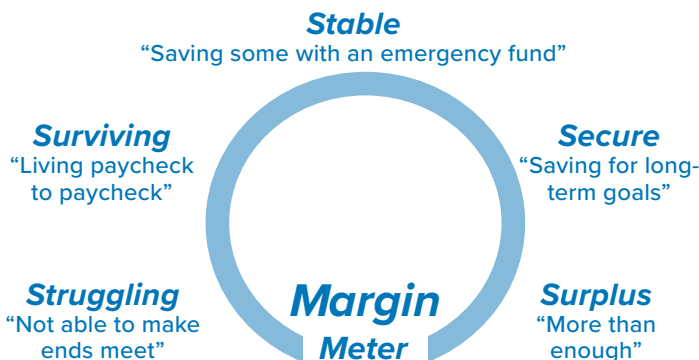 Stable
“Saving some with an emergency fund”
Surviving
“Living paycheck
to paycheck”
Secure
“Saving for long-
term goals”
Struggling
“Not able to make
ends meet”
Margin
Meter
Surplus
“More than
enough”